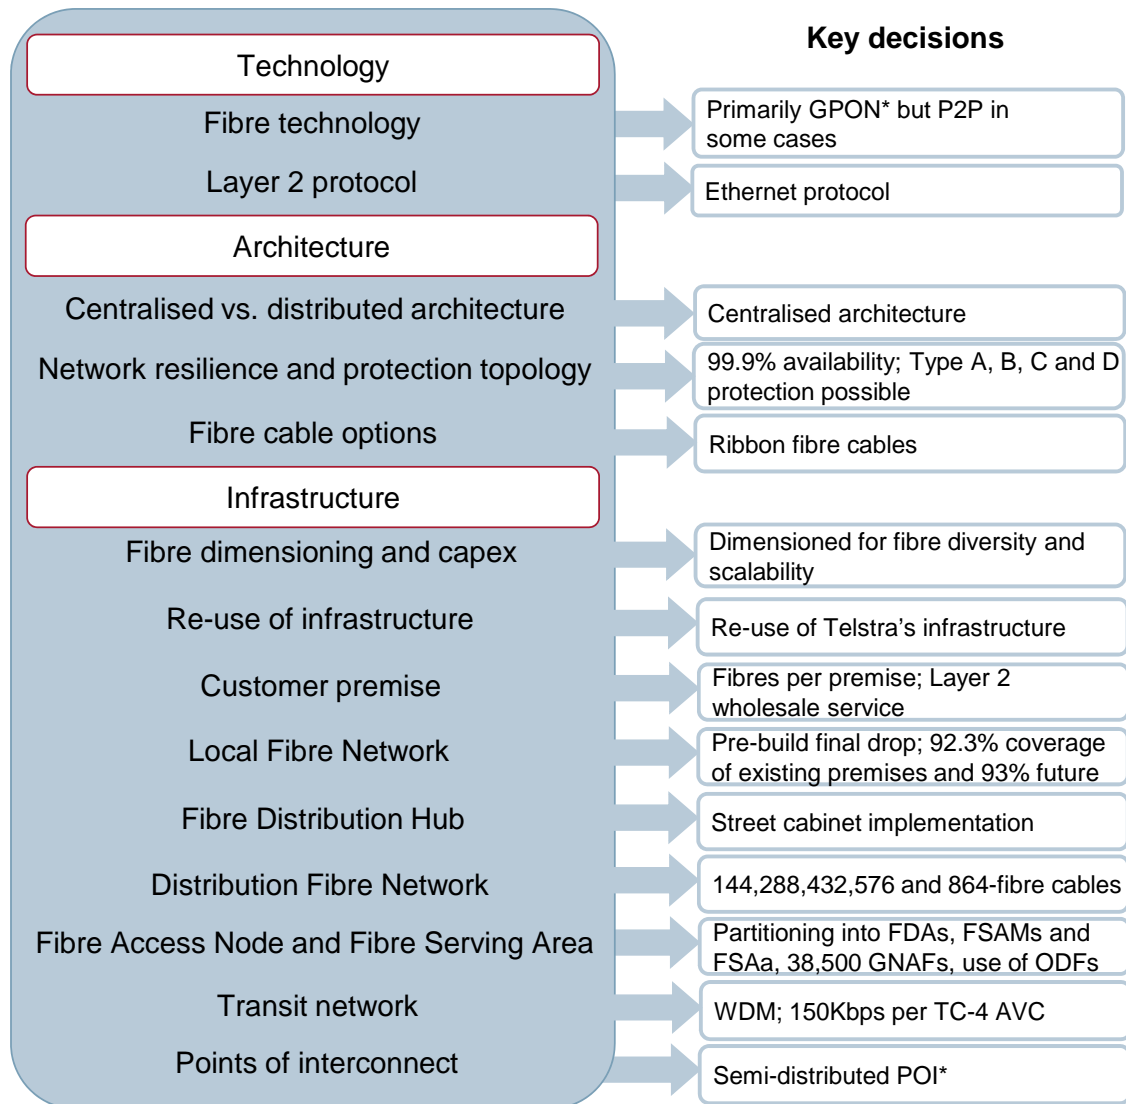 Key decisions
Technology
Fibre technology
Primarily GPON* but P2P in
some cases
Layer 2 protocol
Ethernet protocol
Architecture
Centralised vs. distributed architecture
Centralised architecture
Network resilience and protection topology
99.9% availability; Type A, B, C and D
protection possible
Fibre cable options
Ribbon fibre cables
Infrastructure
Fibre dimensioning and capex
Dimensioned for fibre diversity and
scalability
Re-use of infrastructure
Re-use of Telstra's infrastructure
Customer premise
Fibres per premise; Layer 2
wholesale service
Local Fibre Network
Pre-build final drop; 92.3% coverage
of existing premises and 93% future
Fibre Distribution Hub
Street cabinet implementation
Distribution Fibre Network
144,288,432,576 and 864-fibre cables
Fibre Access Node and Fibre Serving Area
Partitioning into FDAs, FSAMs and
FSAa, 38,500 GNAFs, use of ODFs
Transit network
WDM; 150Kbps per TC-4 AVC
Points of interconnect
Semi-distributed POI*